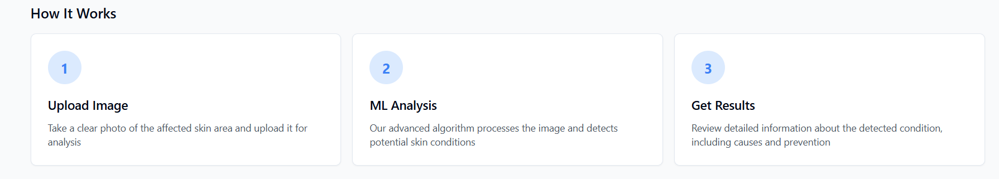 How It Works
1
Upload Image
Take a clear photo of the affected skin area and upload it for
analysis
2
ML Analysis
Our advanced algorithm processes the image and detects
potential skin conditions
3
Get Results
Review detailed information about the detected condition,
including causes and prevention